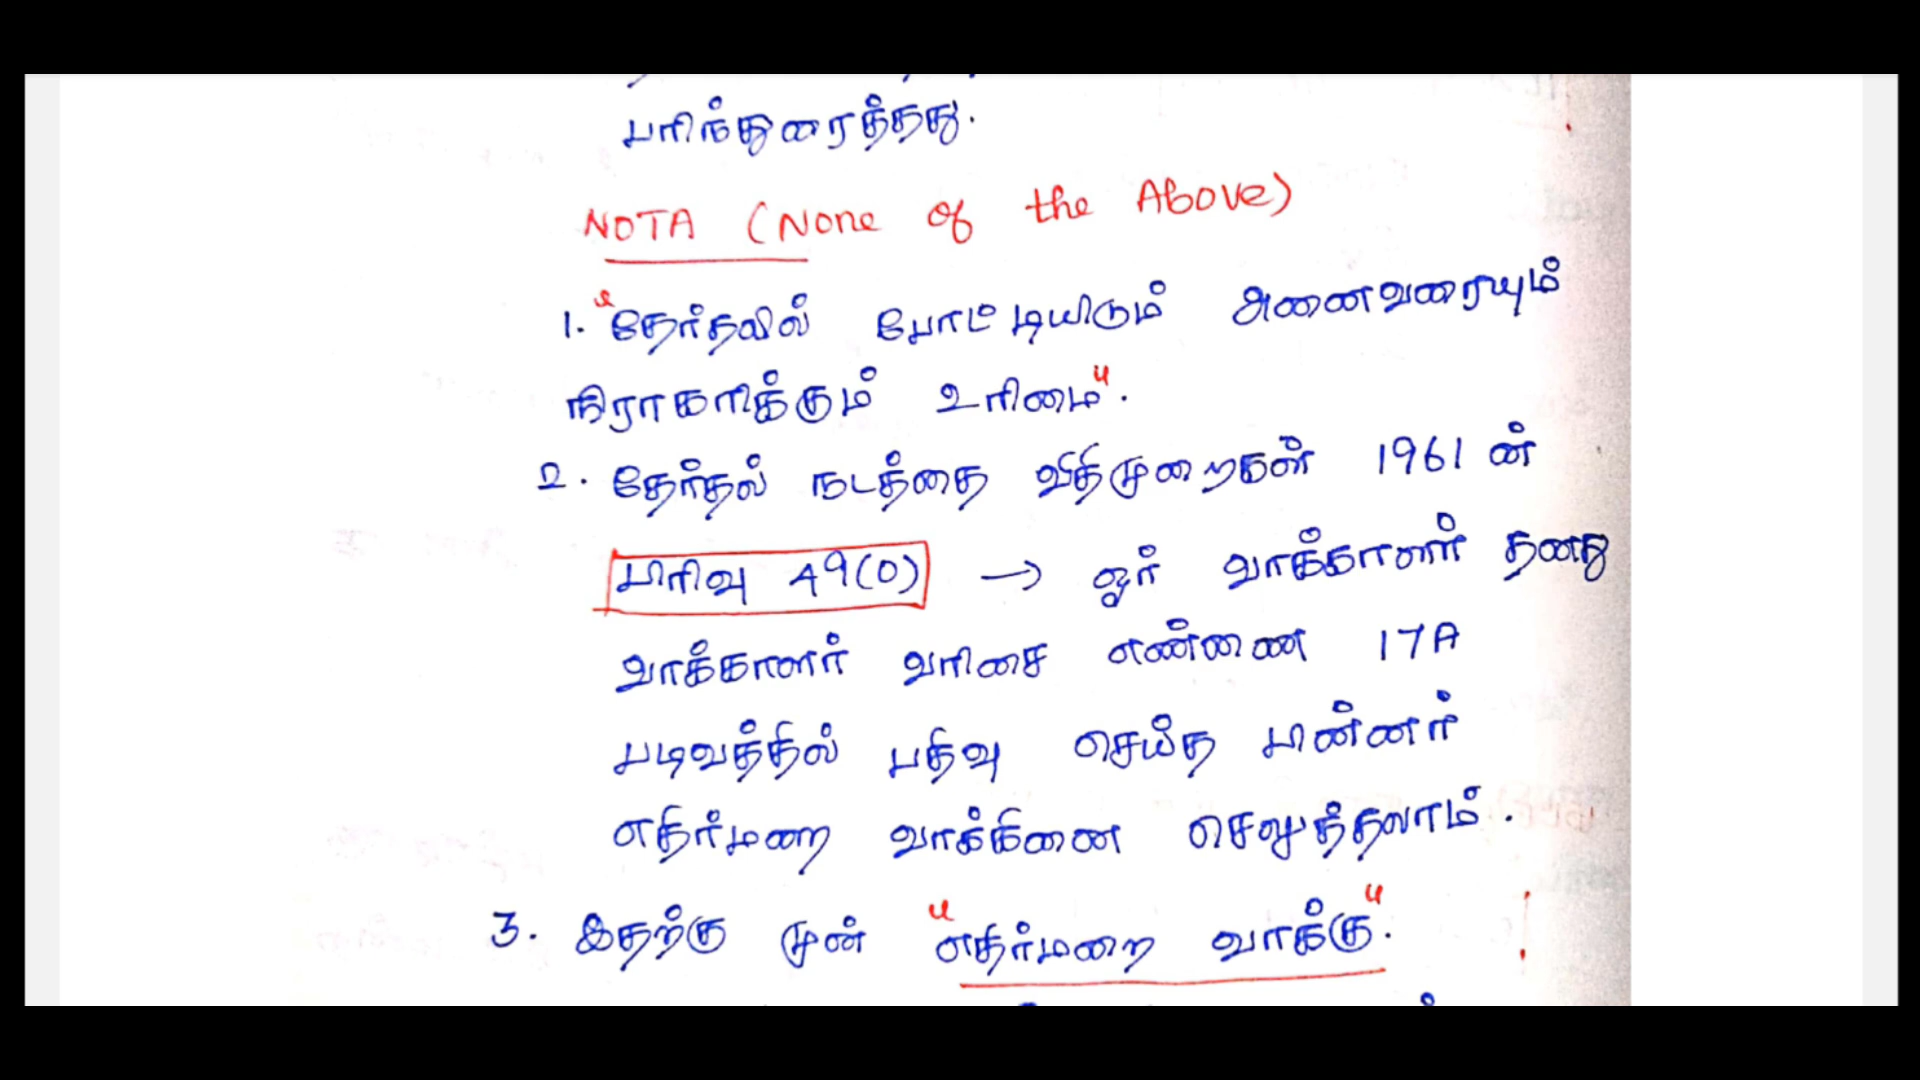 பரிந்துரைத்தது.
NOTA (None of the Above)
1. "தேர்தலில் போட்டியிடும் அனைவரையும்
நிராகரிக்கும் உரிமை".
2. தேர்தல் நடத்தை விதிமுறைகள் 1961 ன்
பிரிவு 49(O) → ஓர் வாக்காளர் தனது
வாக்காளர் வரிசை எண்ணை 17A
படிவத்தில் பதிவு செய்த பின்னர்
எதிர்மறை வாக்கினை செலுத்தலாம்.
3. இதற்கு முன் "எதிர்மறை வாக்கு".